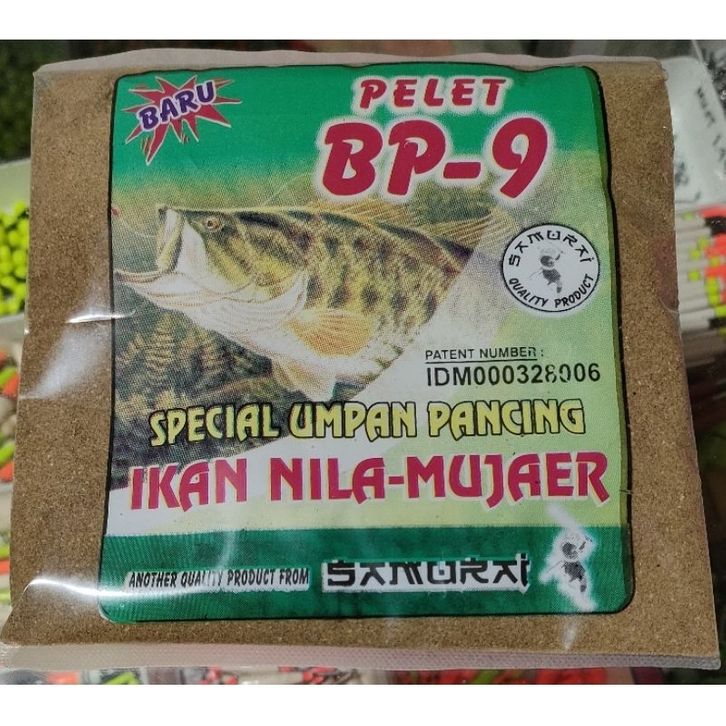 BARU
PELET
BP-9
SAMURAI
QUALITY PRODUCT
PATENT NUMBER :
IDM000328006
SPECIAL UMPAN PANCING
IKAN NILA-MUJAER
ANOTHER QUALITY PRODUCT FROM SAMURAI